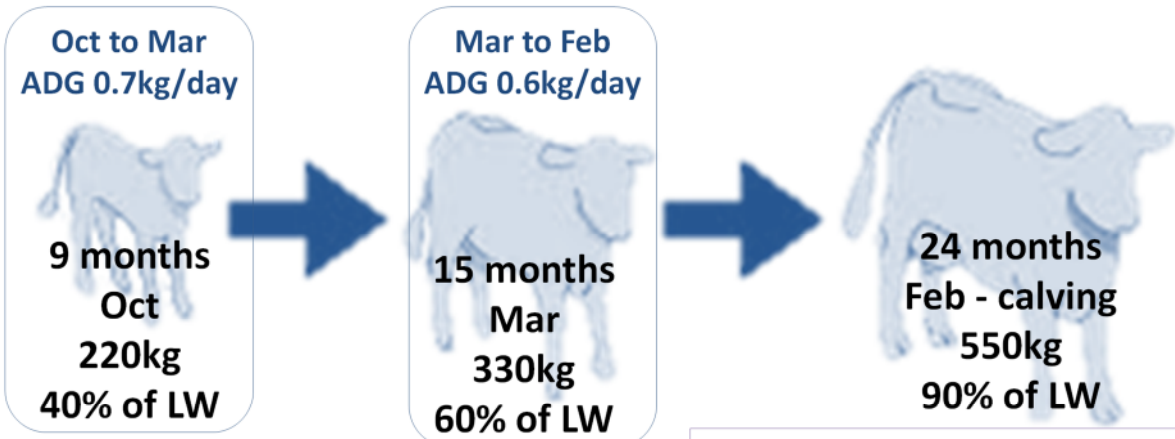 Oct to Mar
ADG 0.7kg/day
9 months
Oct
220kg
40% of LW
Mar to Feb
ADG 0.6kg/day
15 months
Mar
330kg
60% of LW
24 months
Feb - calving
550kg
90% of LW